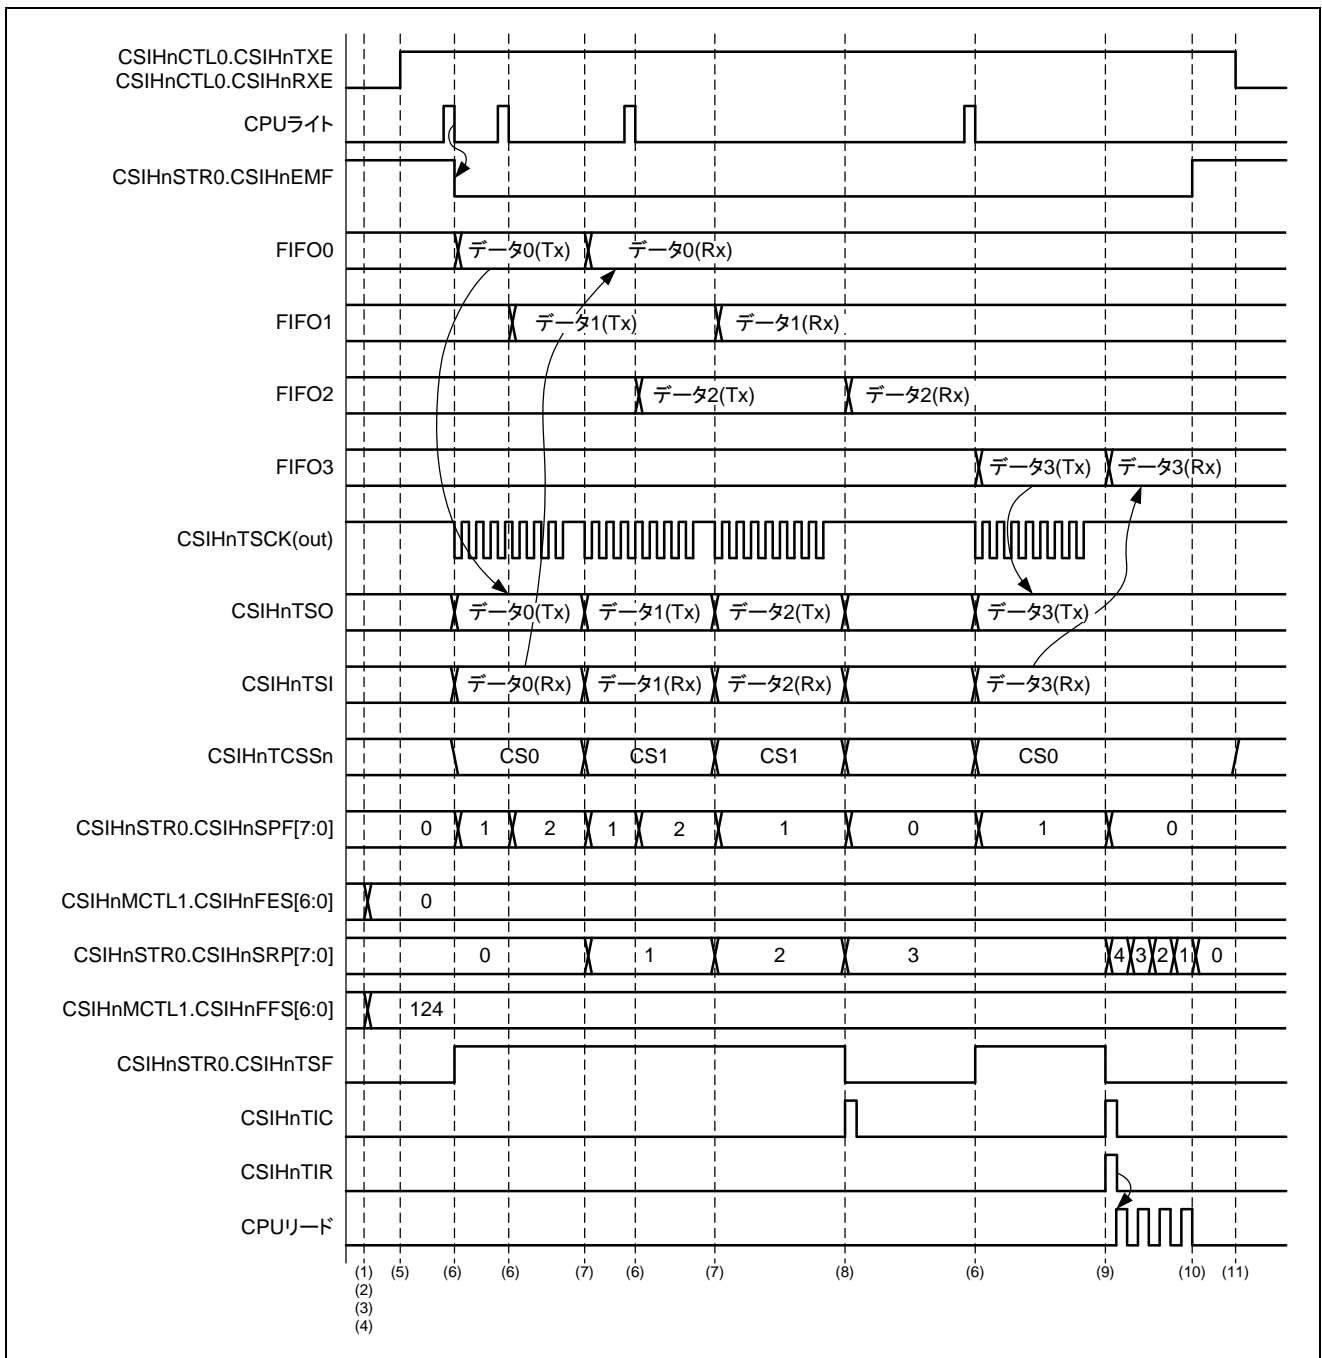 CSIHnCTL0.CSIHnTXE
CSIHnCTL0.CSIHnRXE
CPUライト
CSIHnSTR0.CSIHnEMF
FIFO0 データ0(Tx) データ0(Rx)
FIFO1 データ1(Tx) データ1(Rx)
FIFO2 データ2(Tx) データ2(Rx)
FIFO3 データ3(Tx) データ3(Rx)
CSIHnTSCK(out)
CSIHnTSO データ0(Tx) データ1(Tx) データ2(Tx) データ3(Tx)
CSIHnTSI データ0(Rx) データ1(Rx) データ2(Rx) データ3(Rx)
CSIHnTCSSn CS0 CS1 CS1 CS0
CSIHnSTR0.CSIHnSPF[7:0] 0 1 2 1 2 1 0 1 0
CSIHnMCTL1.CSIHnFES[6:0] 0
CSIHnSTR0.CSIHnSRP[7:0] 0 1 2 3 4 3 2 1 0
CSIHnMCTL1.CSIHnFFS[6:0] 124
CSIHnSTR0.CSIHnTSF
CSIHnTIC
CSIHnTIR
CPUリード
(1) (5) (6) (6) (7) (6) (7) (8) (6) (9) (10) (11)
(2)
(3)
(4)